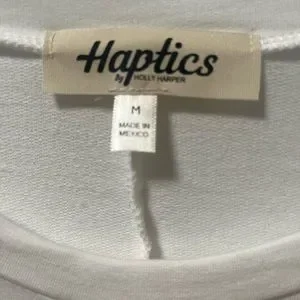 Haptics
by HOLLY HARPER
M
MADE IN
MEXICO